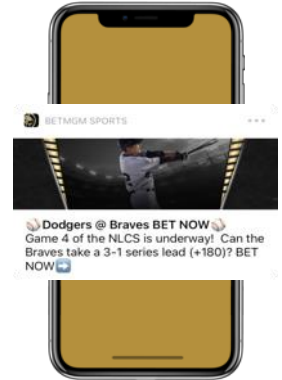 BETMGM SPORTS
Dodgers @ Braves BET NOW
Game 4 of the NLCS is underway! Can the
Braves take a 3-1 series lead (+180)? BET
NOW